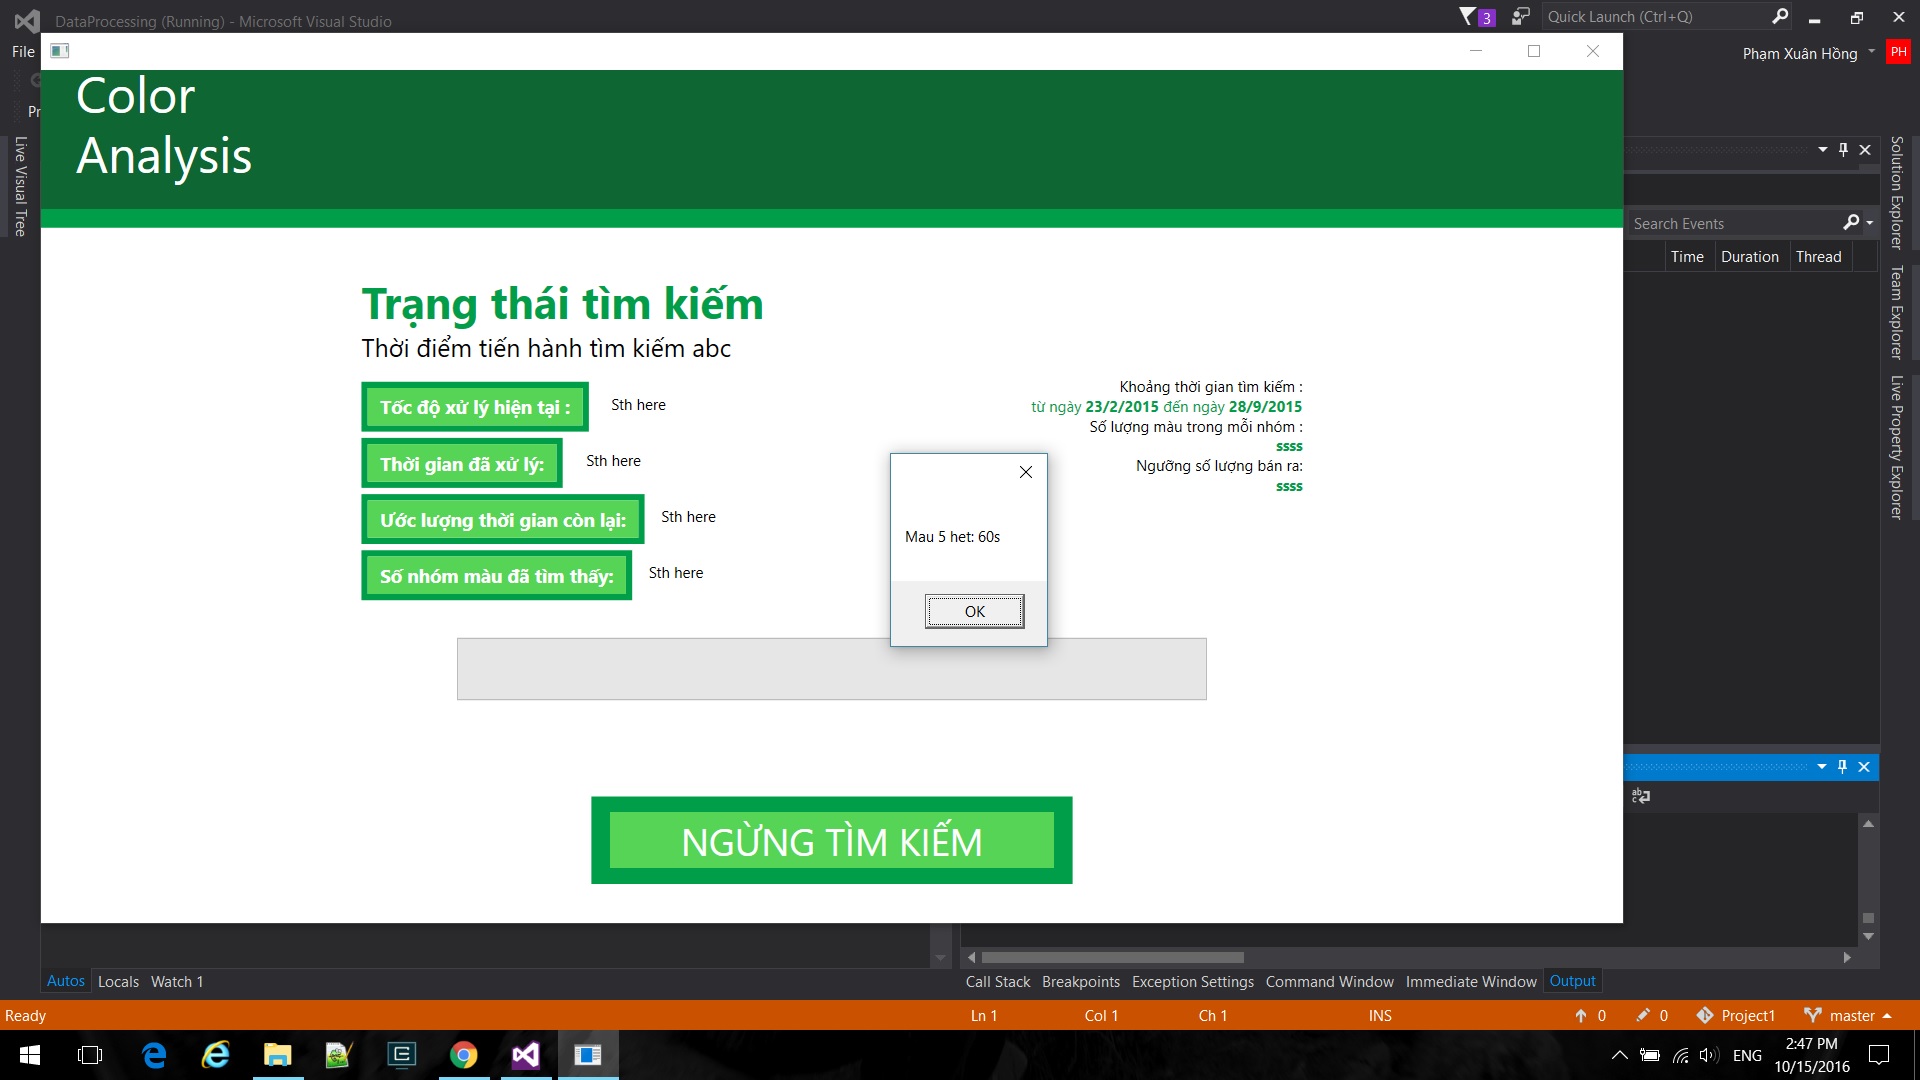 DataProcessing (Running) - Microsoft Visual Studio
3
Quick Launch (Ctrl+Q)
File
Phạm Xuân Hồng
PH
Pr
Color
Analysis
Live Visual Tree
Solution Explorer
Team Explorer
Live Property Explorer
Search Events
Time Duration Thread
Trạng thái tìm kiếm
Thời điểm tiến hành tìm kiếm abc
Tốc độ xử lý hiện tại :
Sth here
Thời gian đã xử lý:
Sth here
Ước lượng thời gian còn lại:
Sth here
Số nhóm màu đã tìm thấy:
Sth here
Khoảng thời gian tìm kiếm :
từ ngày 23/2/2015 đến ngày 28/9/2015
Số lượng màu trong mỗi nhóm :
ssss
Ngưỡng số lượng bán ra:
ssss
Mau 5 het: 60s
OK
NGỪNG TÌM KIẾM
Autos Locals Watch 1
Call Stack Breakpoints Exception Settings Command Window Immediate Window Output
Ready
Ln 1 Col 1 Ch 1 INS
0 0 Project1 master
ENG
2:47 PM
10/15/2016